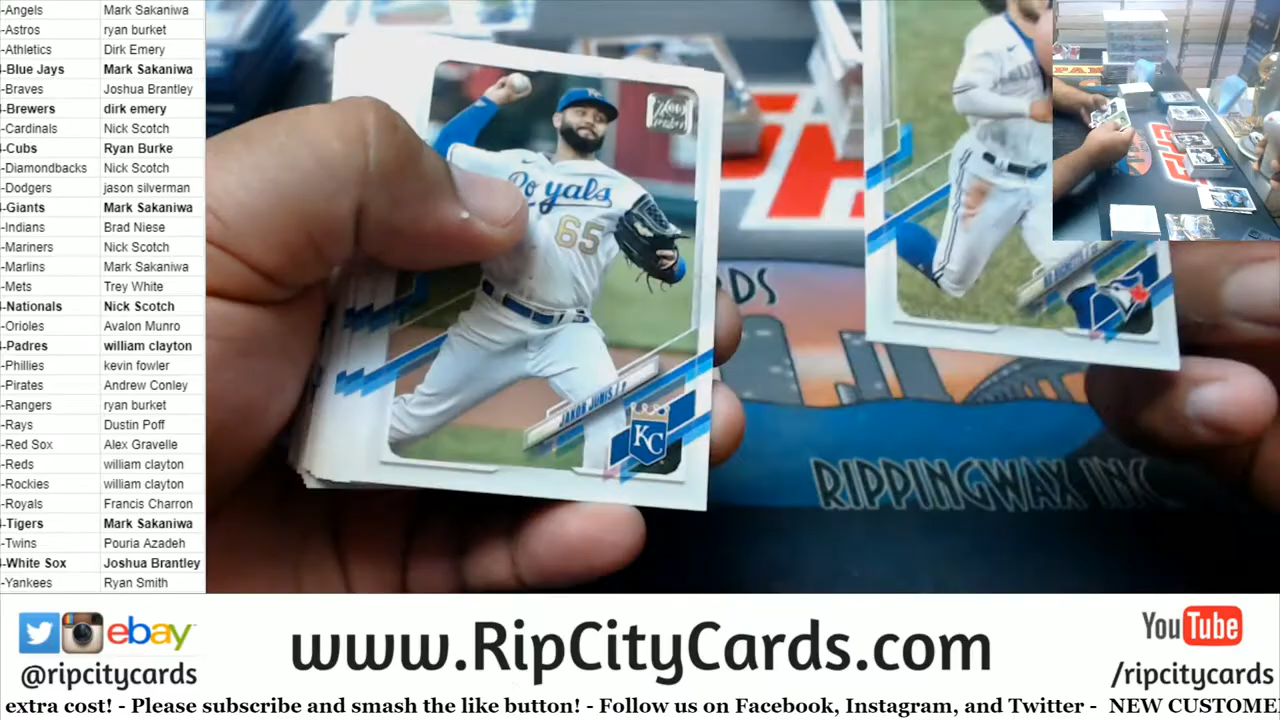 -Angels Mark Sakaniwa
-Astros ryan burket
-Athletics Dirk Emery
-Blue Jays Mark Sakaniwa
-Braves Joshua Brantley
-Brewers dirk emery
-Cardinals Nick Scotch
-Cubs Ryan Burke
-Diamondbacks Nick Scotch
-Dodgers jason silverman
-Giants Mark Sakaniwa
-Indians Brad Niese
-Mariners Nick Scotch
-Marlins Mark Sakaniwa
-Mets Trey White
-Nationals Nick Scotch
-Orioles Avalon Munro
-Padres william clayton
-Phillies kevin fowler
-Pirates Andrew Conley
-Rangers ryan burket
-Rays Dustin Poff
-Red Sox Alex Gravelle
-Reds william clayton
-Rockies william clayton
-Royals Francis Charron
-Tigers Mark Sakaniwa
-Twins Pouria Azadeh
-White Sox Joshua Brantley
-Yankees Ryan Smith
Royals
65
JAKOB JUNIS / P
KC
RIPPINGWAX INC
ebay
@ripcitycards
www.RipCityCards.com
YouTube
/ripcitycards
extra cost! - Please subscribe and smash the like button! - Follow us on Facebook, Instagram, and Twitter - NEW CUSTOME